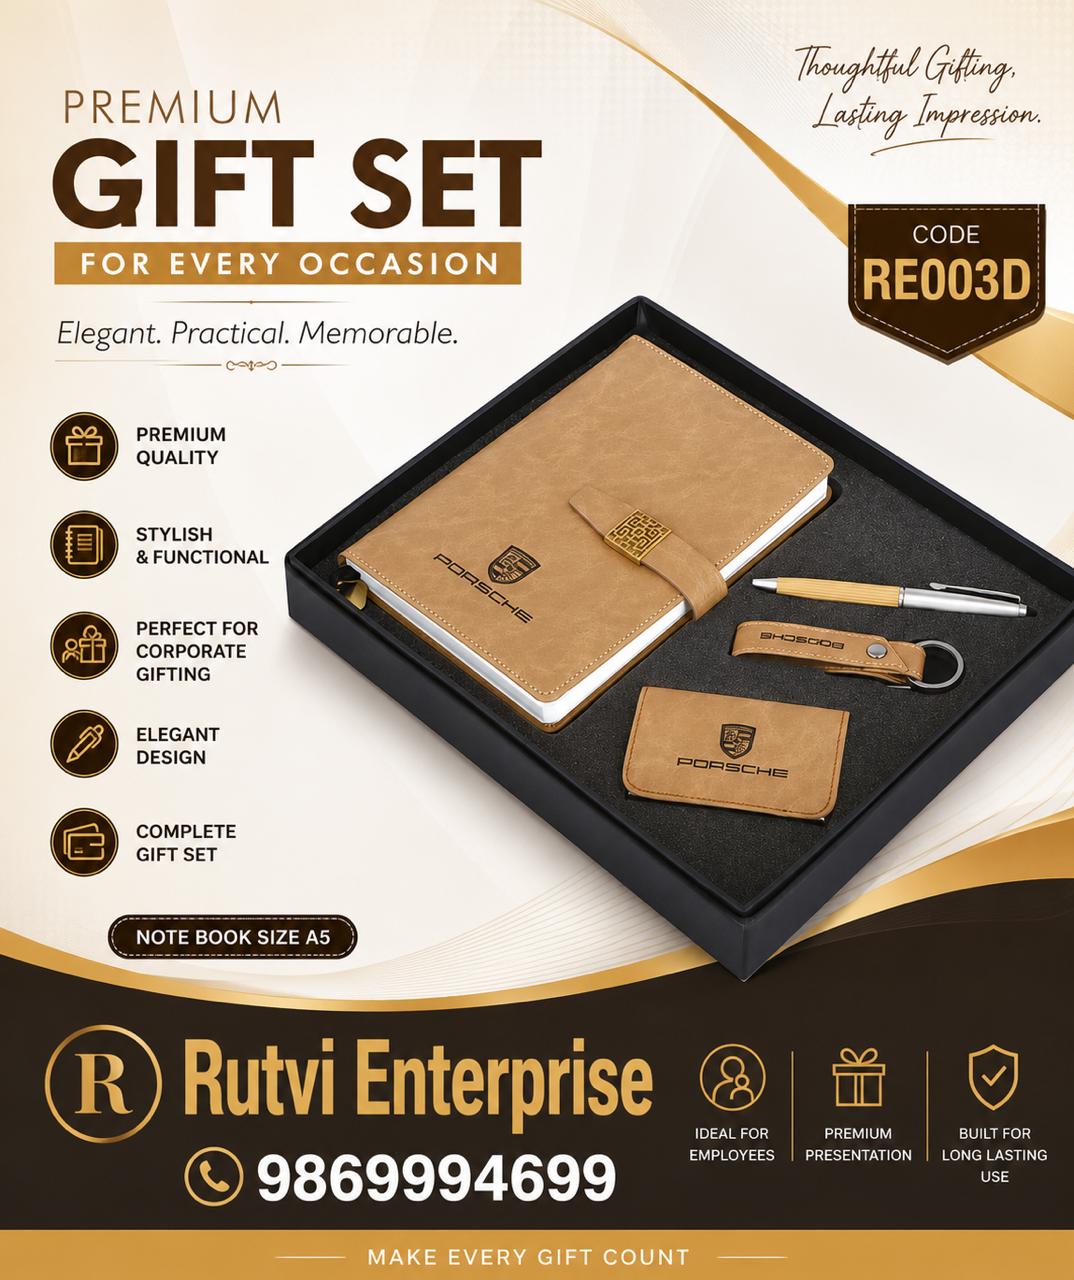 Thoughtful Gifting,
Lasting Impression.
PREMIUM
GIFT SET
FOR EVERY OCCASION
Elegant. Practical. Memorable.
CODE
RE003D
PREMIUM
QUALITY
STYLISH
& FUNCTIONAL
PERFECT FOR
CORPORATE
GIFTING
ELEGANT
DESIGN
COMPLETE
GIFT SET
PORSCHE
PORSCHE
NOTE BOOK SIZE A5
R
Rutvi Enterprise
9869994699
IDEAL FOR
EMPLOYEES
PREMIUM
PRESENTATION
BUILT FOR
LONG LASTING
USE
MAKE EVERY GIFT COUNT